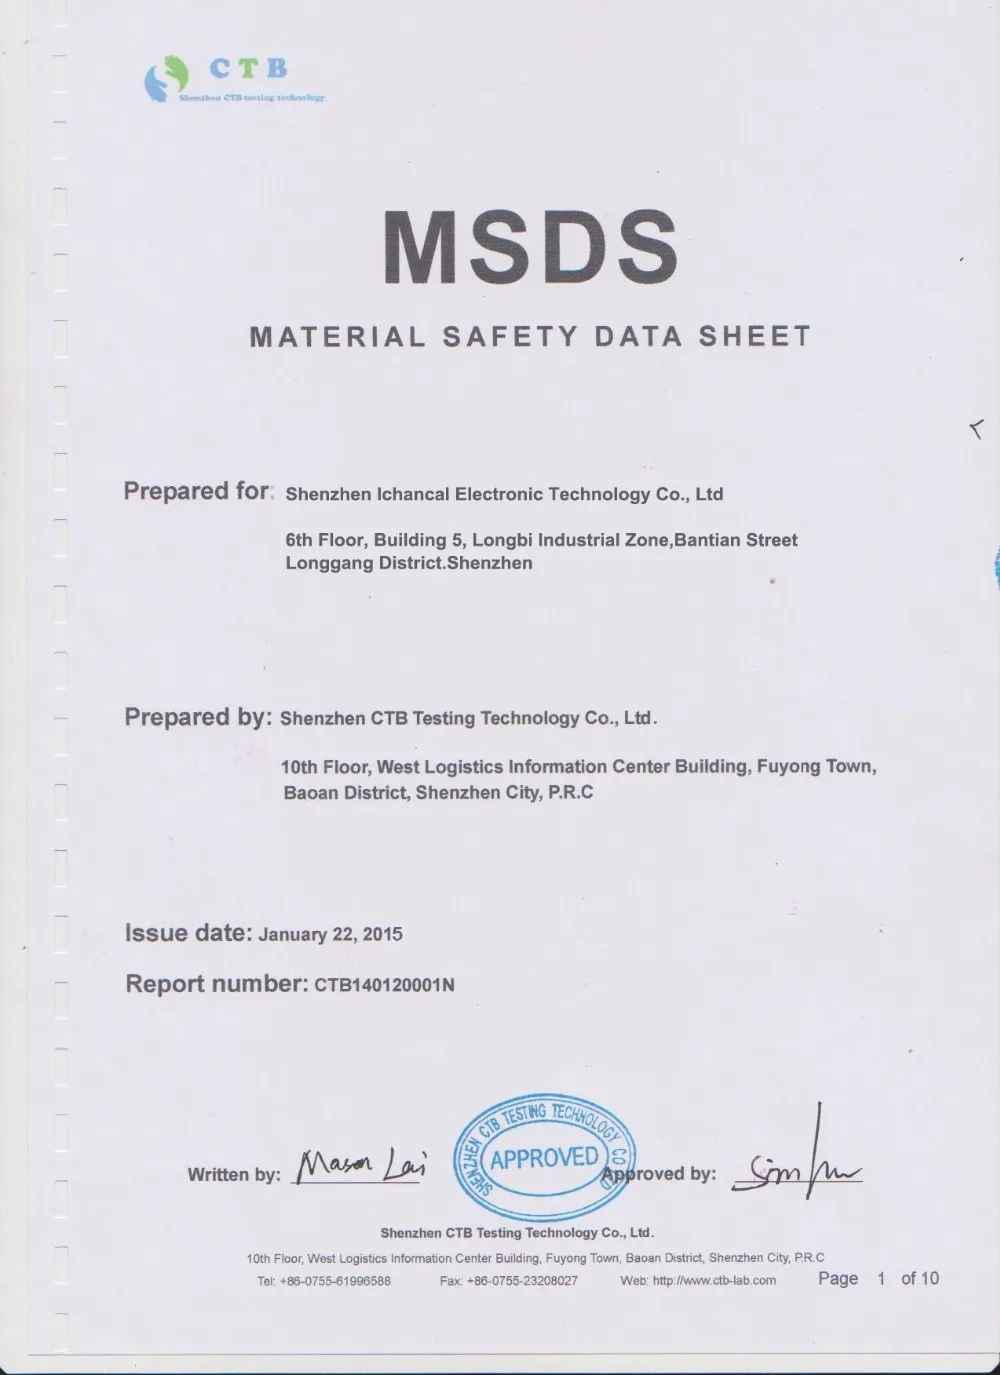 CTB
Shenzhen CTB testing technology
MSDS
MATERIAL SAFETY DATA SHEET
Prepared for: Shenzhen Ichancal Electronic Technology Co., Ltd
6th Floor, Building 5, Longbi Industrial Zone,Bantian Street
Longgang District.Shenzhen
Prepared by: Shenzhen CTB Testing Technology Co., Ltd.
10th Floor, West Logistics Information Center Building, Fuyong Town,
Baoan District, Shenzhen City, P.R.C
Issue date: January 22, 2015
Report number: CTB140120001N
SHENZHEN CTB TESTING TECHNOLOGY CO LTD
APPROVED
Written by: Mason Lai Approved by:
Shenzhen CTB Testing Technology Co., Ltd.
10th Floor, West Logistics Information Center Building, Fuyong Town, Baoan District, Shenzhen City, P.R.C
Tel: +86-0755-61996588 Fax: +86-0755-23208027 Web: http://www.ctb-lab.com Page 1 of 10